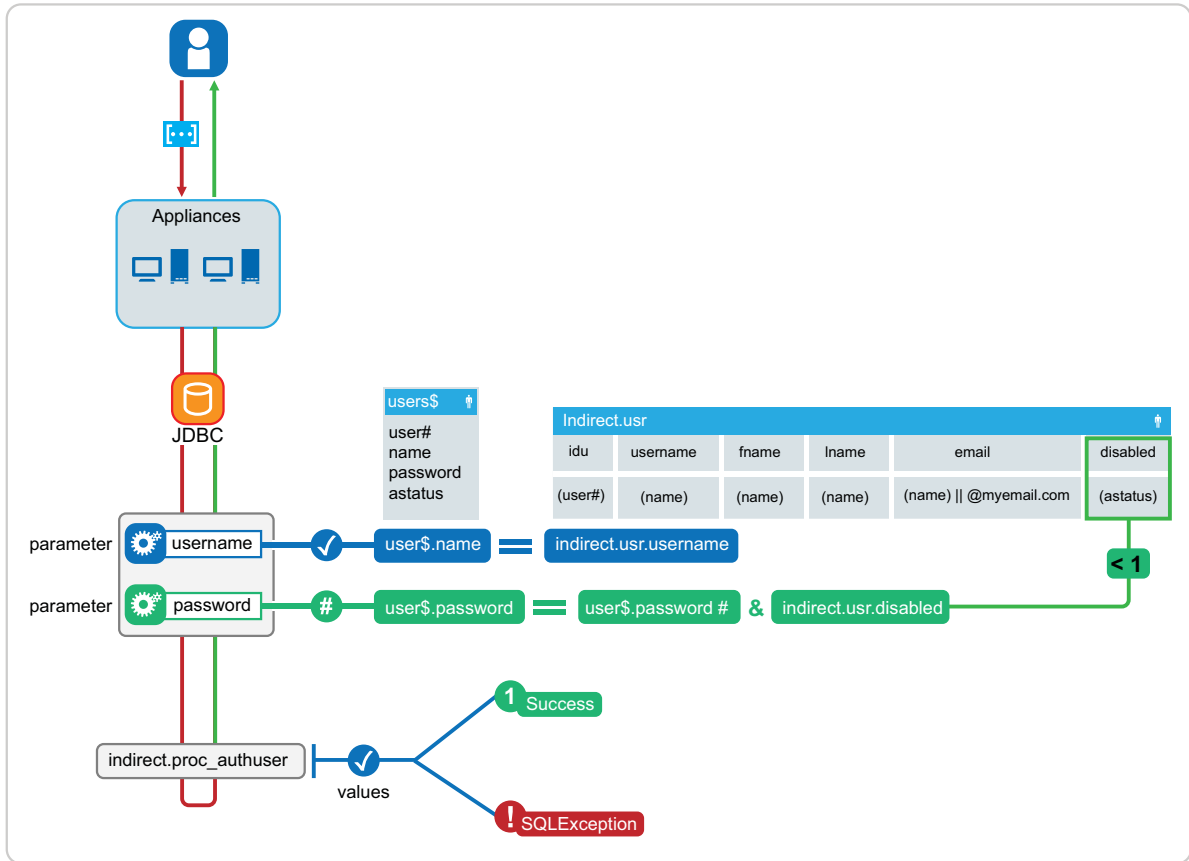 Appliances
JDBC
users$
user#
name
password
astatus
Indirect.usr
idu username fname lname email disabled
(user#) (name) (name) (name) (name) || @myemail.com (astatus)
parameter username user$.name = indirect.usr.username
< 1
parameter password # user$.password = user$.password # & indirect.usr.disabled
1 Success
indirect.proc_authuser
values
! SQLException